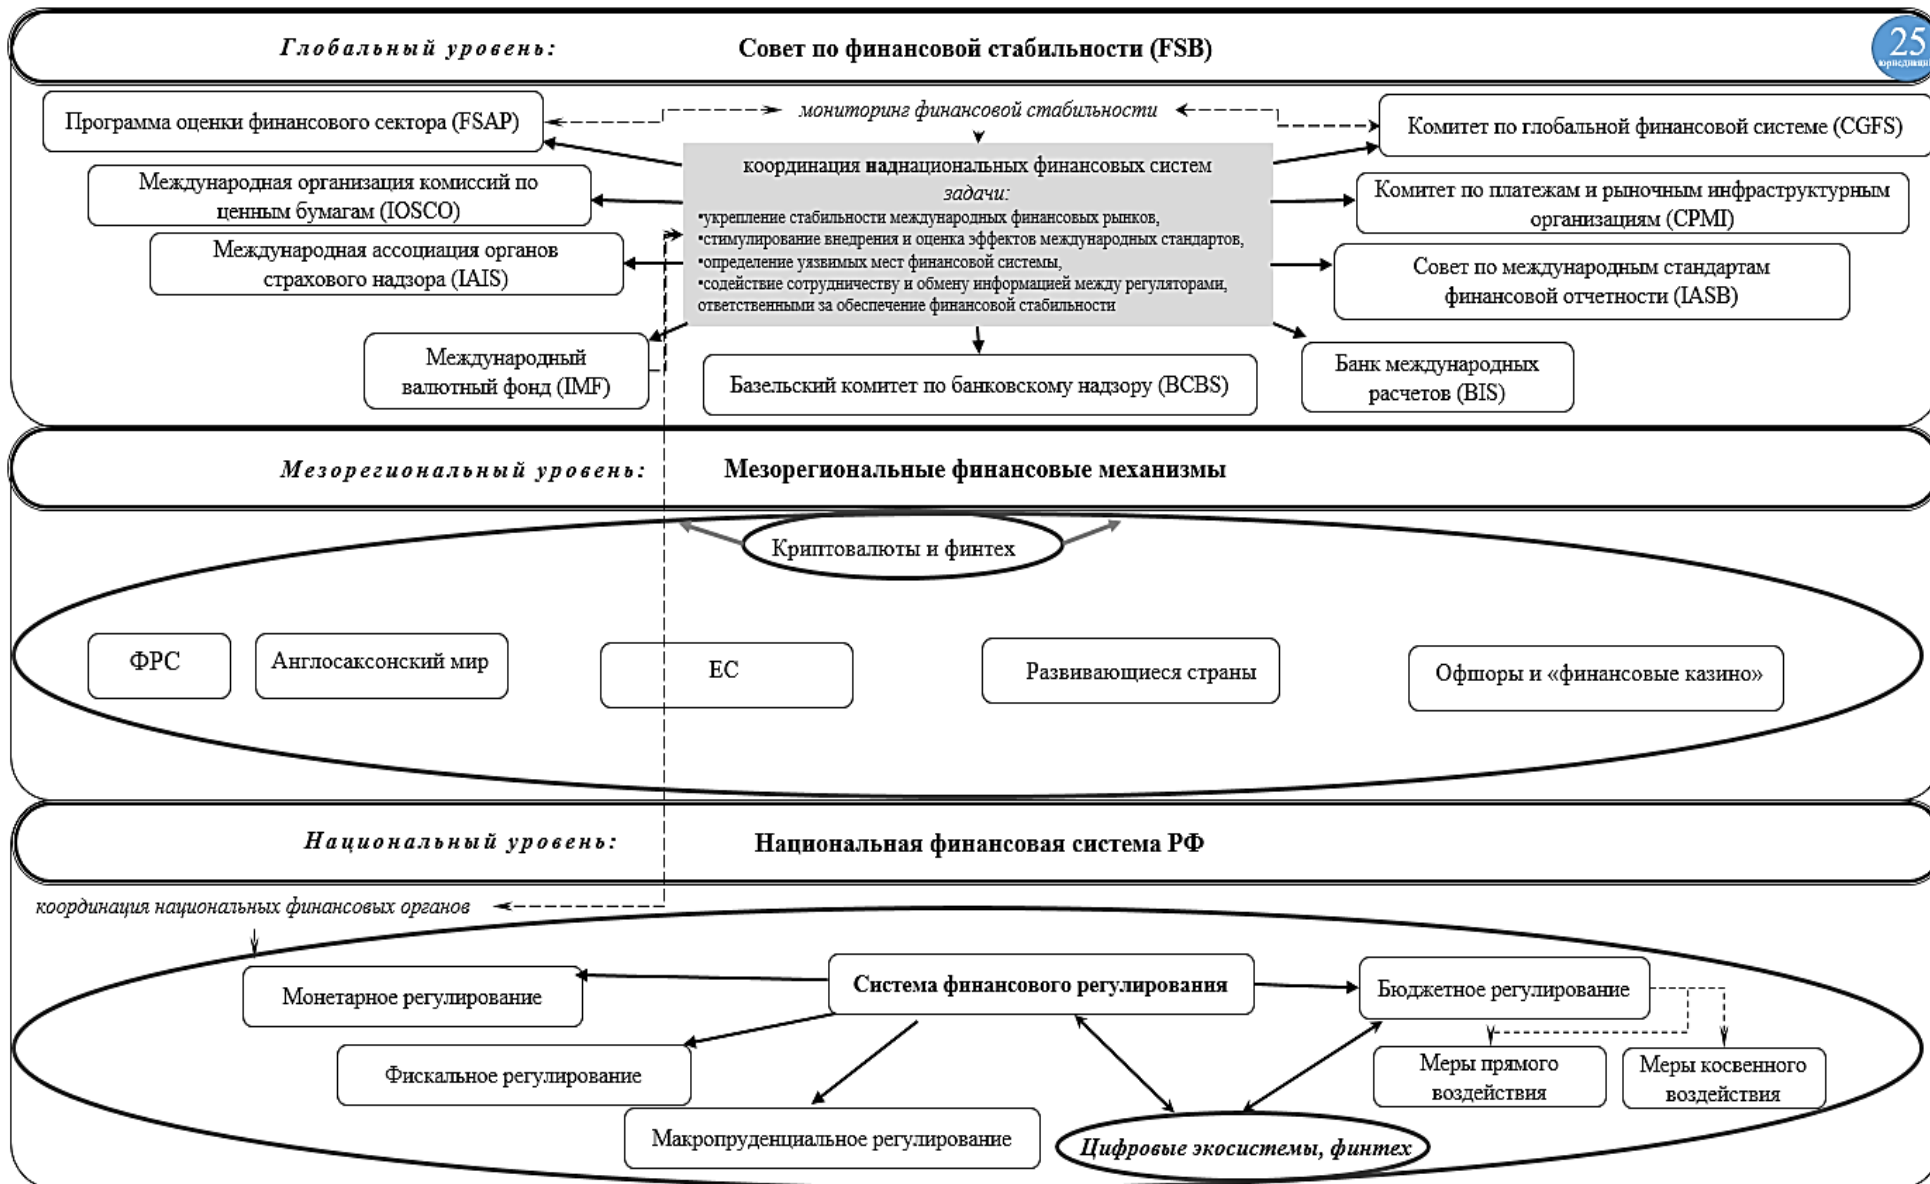 Глобальный уровень: Совет по финансовой стабильности (FSB)
25
юрисдикций
Программа оценки финансового сектора (FSAP)
мониторинг финансовой стабильности
Комитет по глобальной финансовой системе (CGFS)
Международная организация комиссий по
ценным бумагам (IOSCO)
координация наднациональных финансовых систем
задачи:
•укрепление стабильности международных финансовых рынков,
•стимулирование внедрения и оценка эффектов международных стандартов,
•определение уязвимых мест финансовой системы,
•содействие сотрудничеству и обмену информацией между регуляторами,
ответственными за обеспечение финансовой стабильности
Комитет по платежам и рыночным инфраструктурным
организациям (CPMI)
Международная ассоциация органов
страхового надзора (IAIS)
Совет по международным стандартам
финансовой отчетности (IASB)
Международный
валютный фонд (IMF)
Базельский комитет по банковскому надзору (BCBS)
Банк международных
расчетов (BIS)
Мезорегиональный уровень: Мезорегиональные финансовые механизмы
Криптовалюты и финтех
ФРС
Англосаксонский мир
ЕС
Развивающиеся страны
Офшоры и «финансовые казино»
Национальный уровень: Национальная финансовая система РФ
координация национальных финансовых органов
Монетарное регулирование
Система финансового регулирования
Бюджетное регулирование
Фискальное регулирование
Меры прямого
воздействия
Меры косвенного
воздействия
Макропруденциальное регулирование
Цифровые экосистемы, финтех